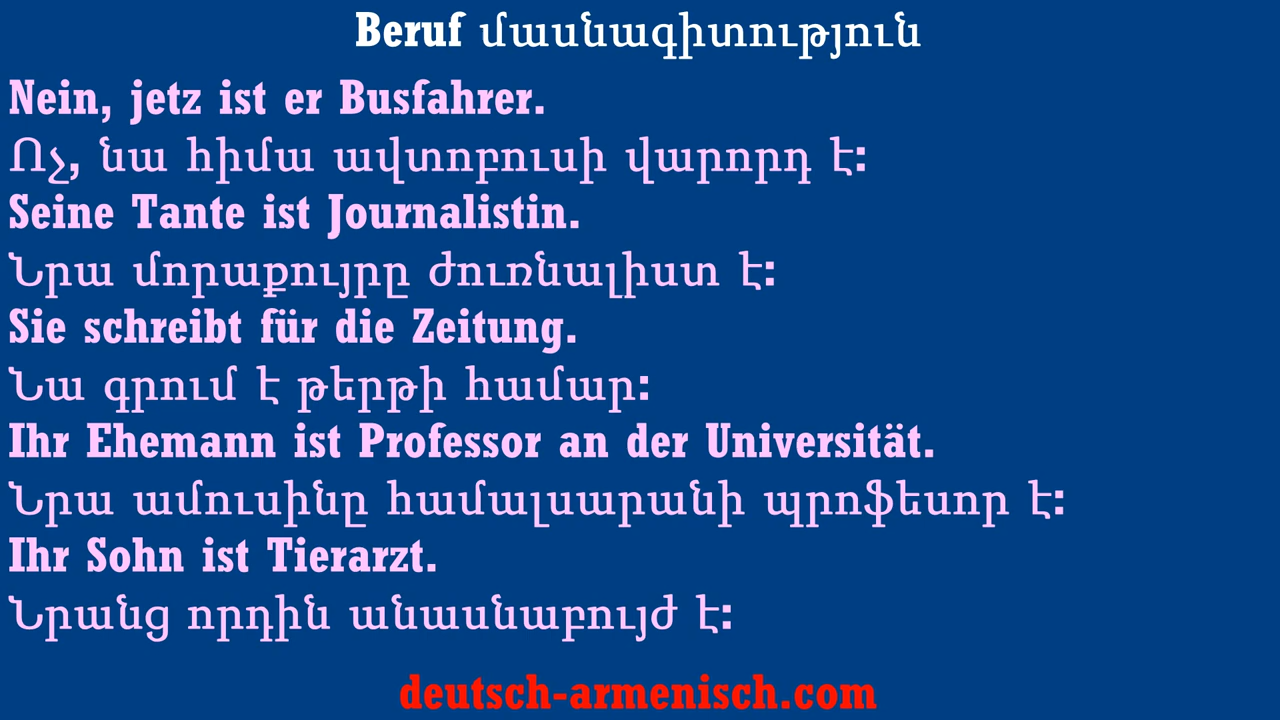 Beruf մասնագիտություն
Nein, jetz ist er Busfahrer.
Ոչ, նա հիմա ավտոբուսի վարորդ է:
Seine Tante ist Journalistin.
Նրա մորաքույրը ժուռնալիստ է:
Sie schreibt für die Zeitung.
Նա գրում է թերթի համար:
Ihr Ehemann ist Professor an der Universität.
Նրա ամուսինը համալսարանի պրոֆեսոր է:
Ihr Sohn ist Tierarzt.
Նրանց որդին անասնաբույժ է:
deutsch-armenisch.com